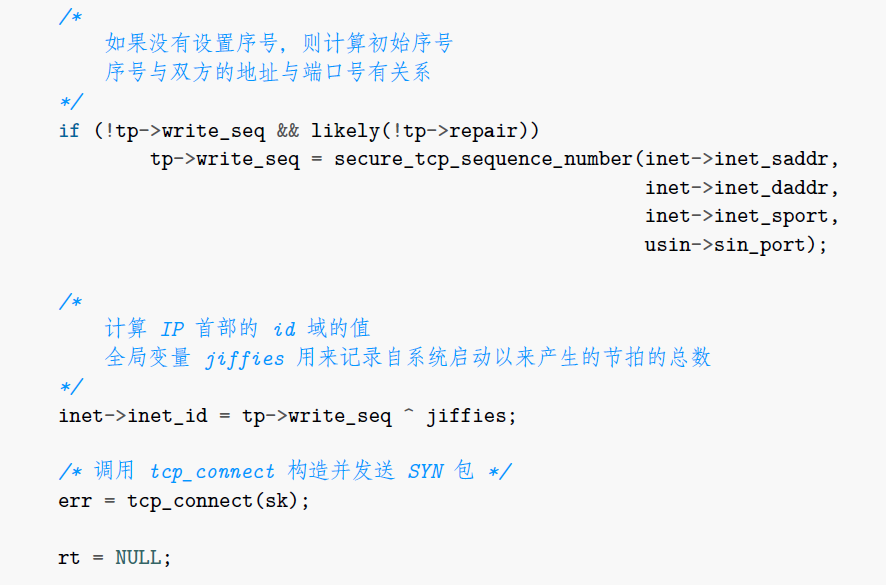 /*
如果没有设置序号，则计算初始序号
序号与双方的地址与端口号有关系
*/
if (!tp->write_seq && likely(!tp->repair))
tp->write_seq = secure_tcp_sequence_number(inet->inet_saddr,
inet->inet_daddr,
inet->inet_sport,
usin->sin_port);
/*
计算 IP 首部的 id 域的值
全局变量 jiffies 用来记录自系统启动以来产生的节拍的总数
*/
inet->inet_id = tp->write_seq ^ jiffies;
/* 调用 tcp_connect 构造并发送 SYN 包 */
err = tcp_connect(sk);
rt = NULL;